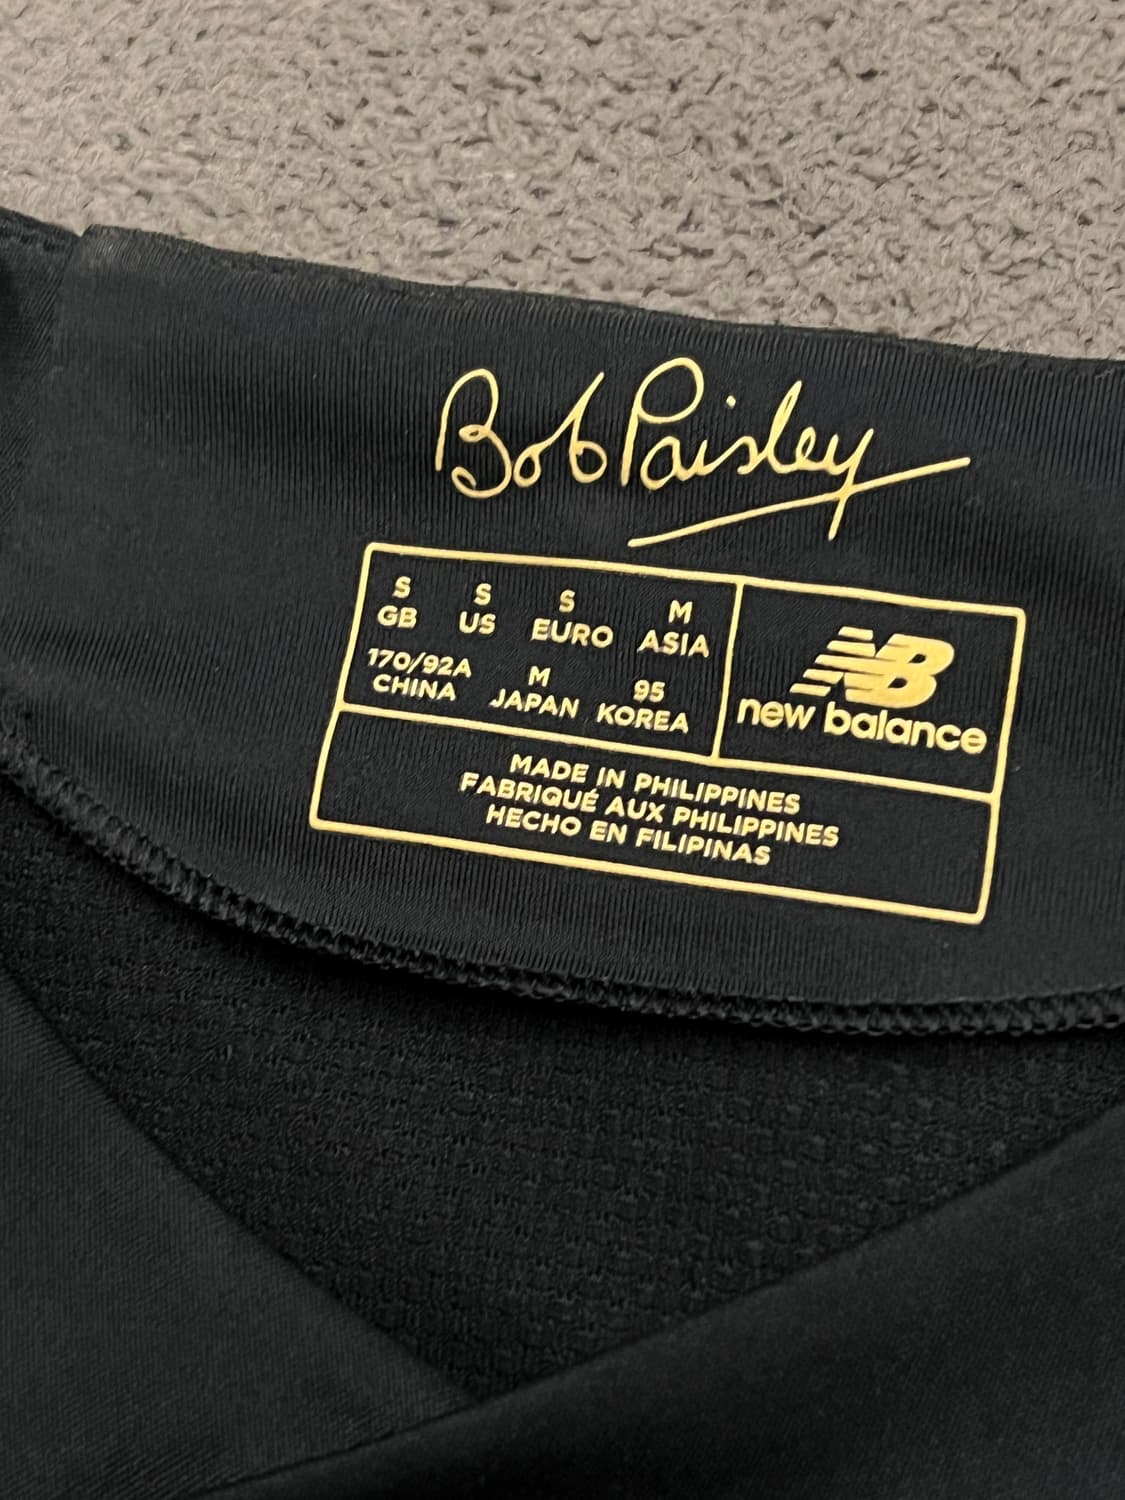 Bob Paisley
S S S M
GB US EURO ASIA
170/92A M 95
CHINA JAPAN KOREA
NB
new balance
MADE IN PHILIPPINES
FABRIQUÉ AUX PHILIPPINES
HECHO EN FILIPINAS